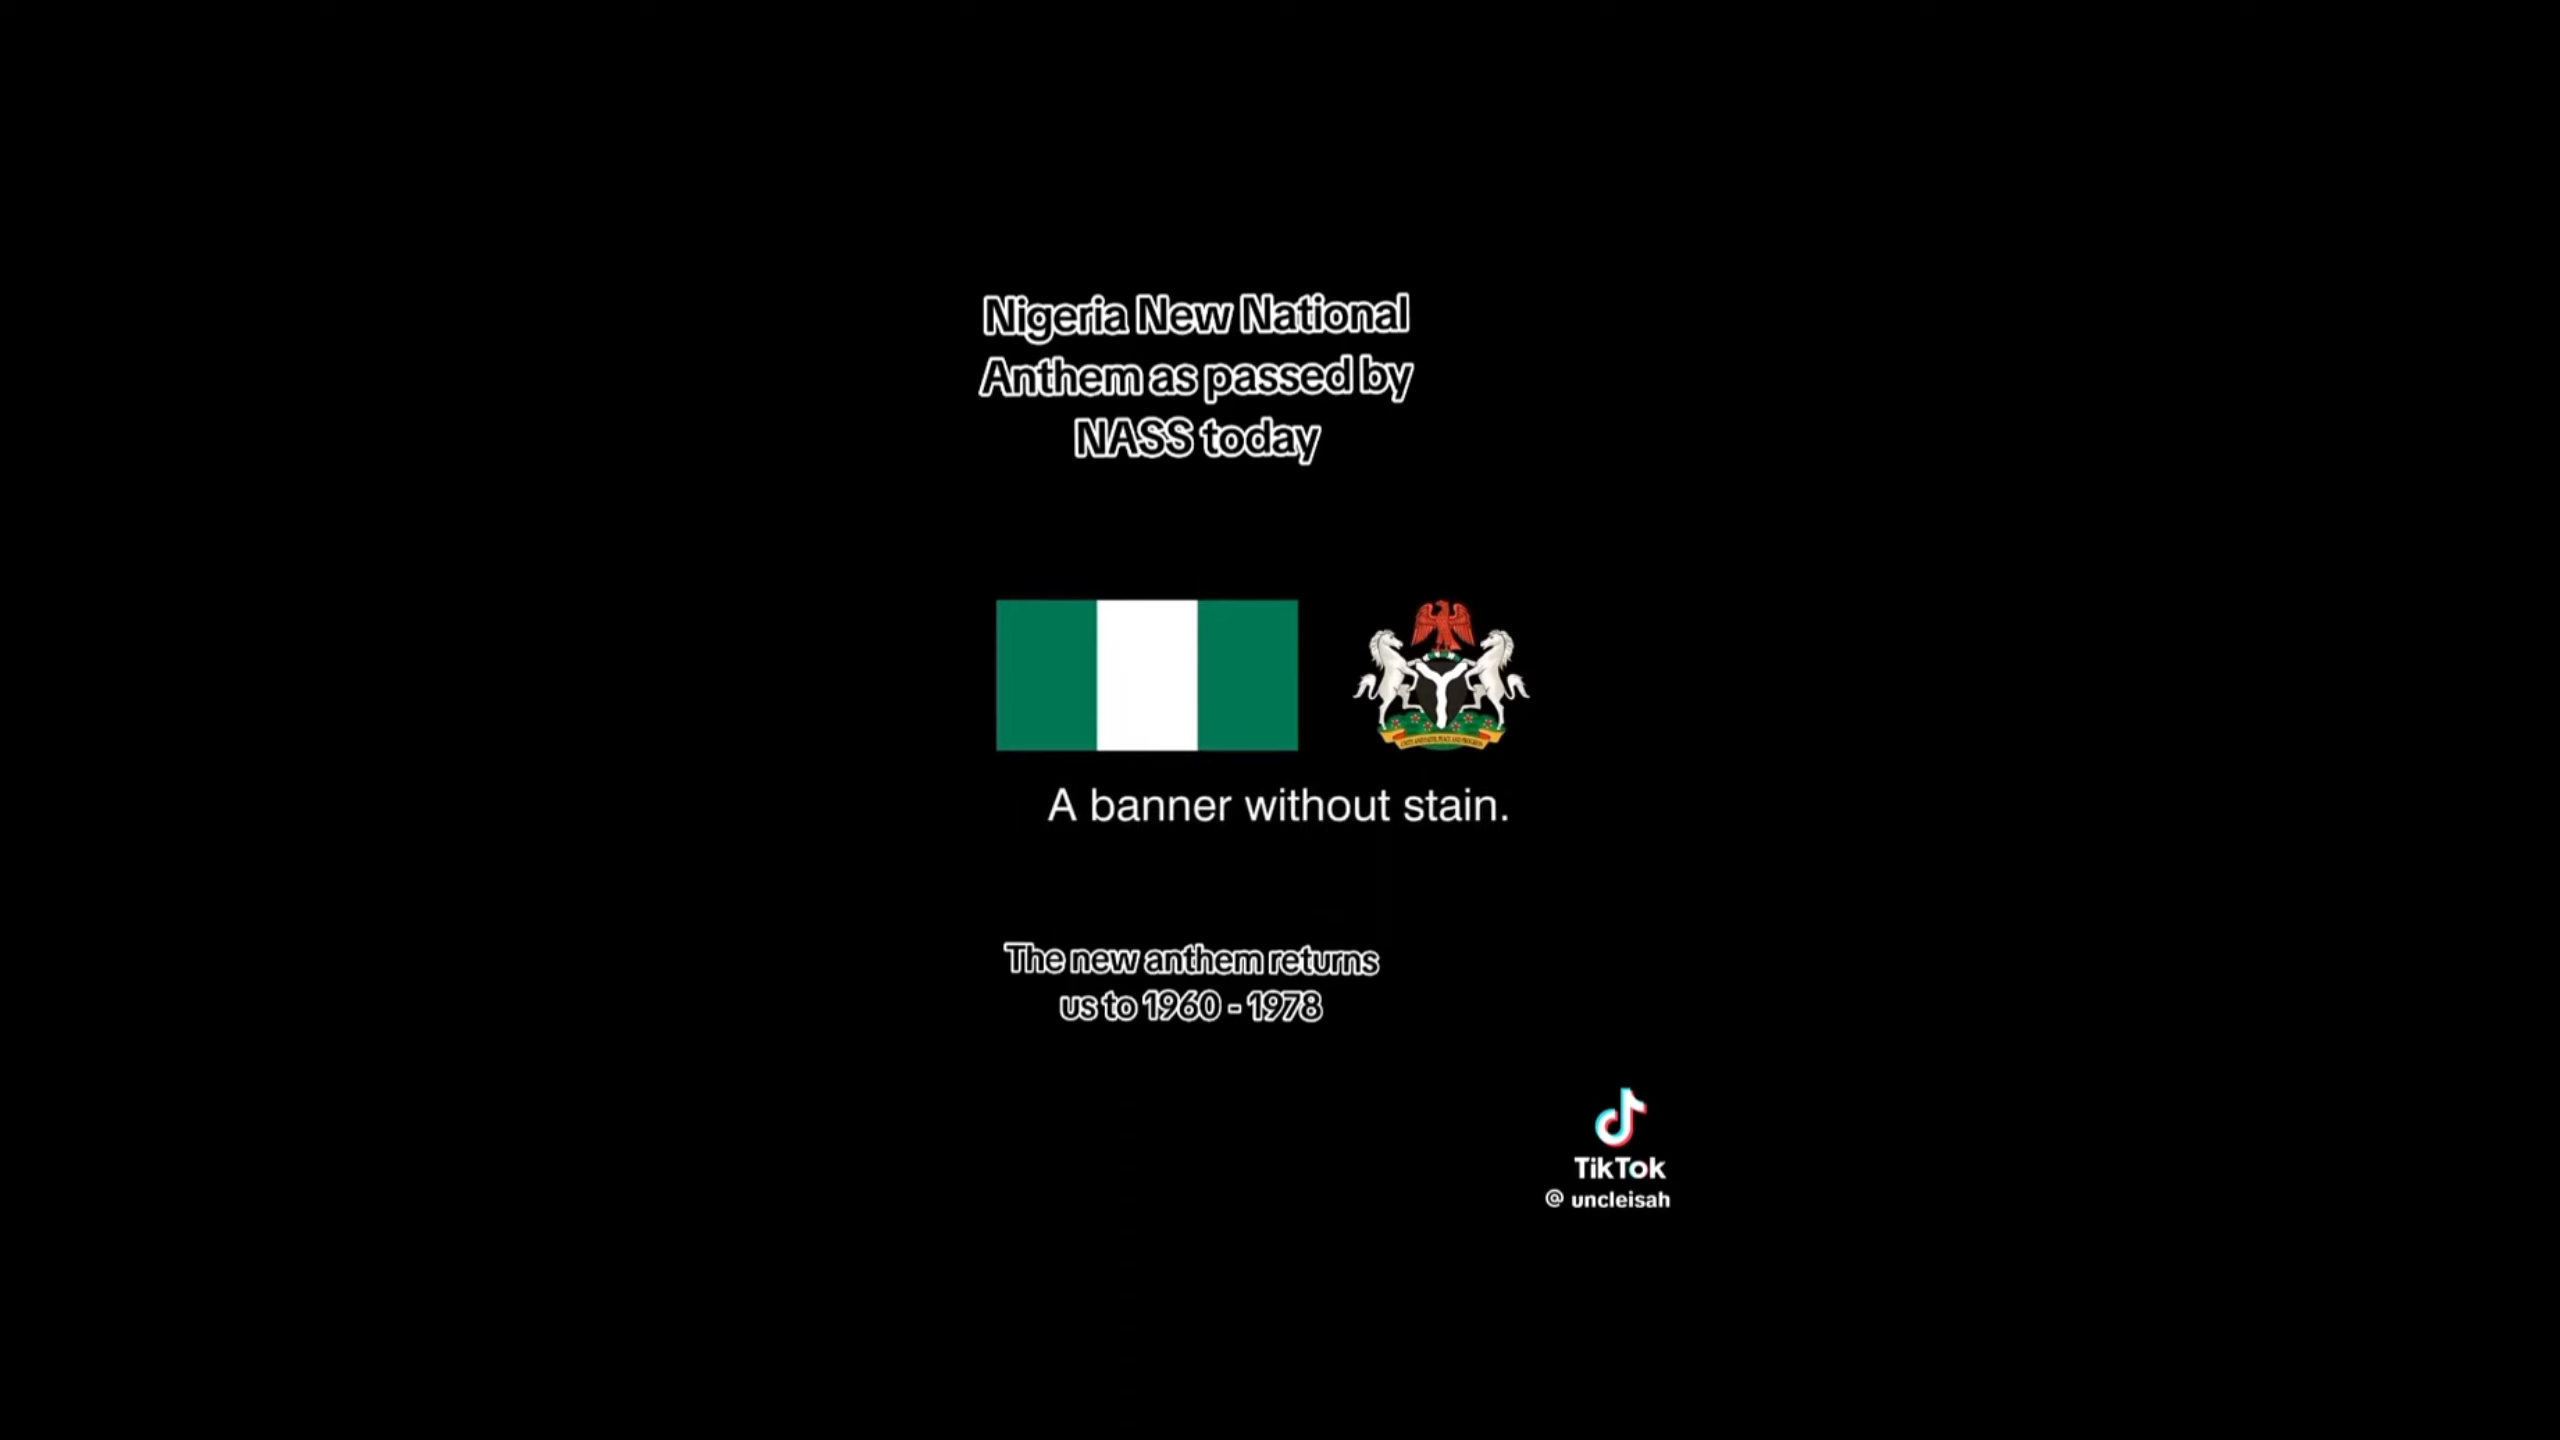 Nigeria New National
Anthem as passed by
NASS today
A banner without stain.
The new anthem returns
us to 1960 - 1978
TikTok
@ uncleisah